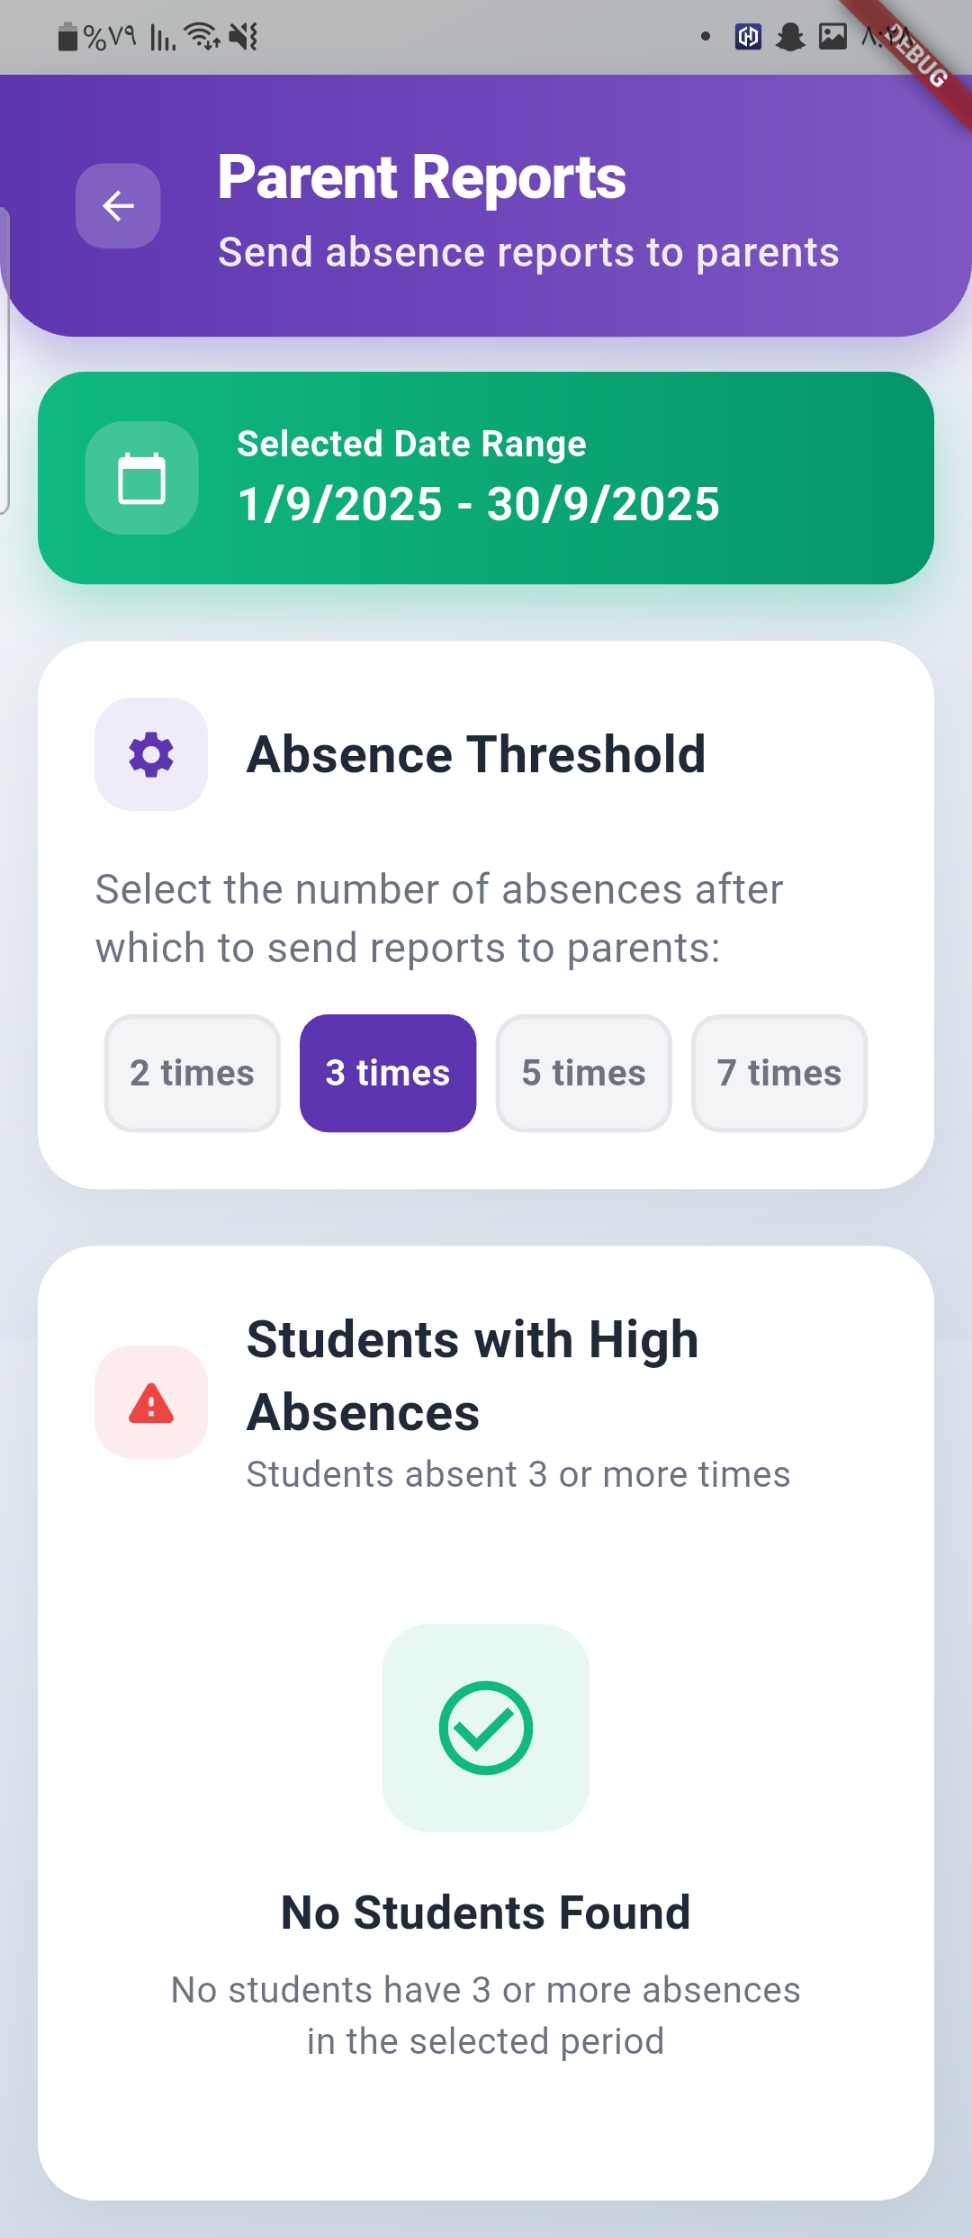 %٧٩
DEBUG
Parent Reports
Send absence reports to parents
Selected Date Range
1/9/2025 - 30/9/2025
Absence Threshold
Select the number of absences after
which to send reports to parents:
2 times
3 times
5 times
7 times
Students with High
Absences
Students absent 3 or more times
No Students Found
No students have 3 or more absences
in the selected period